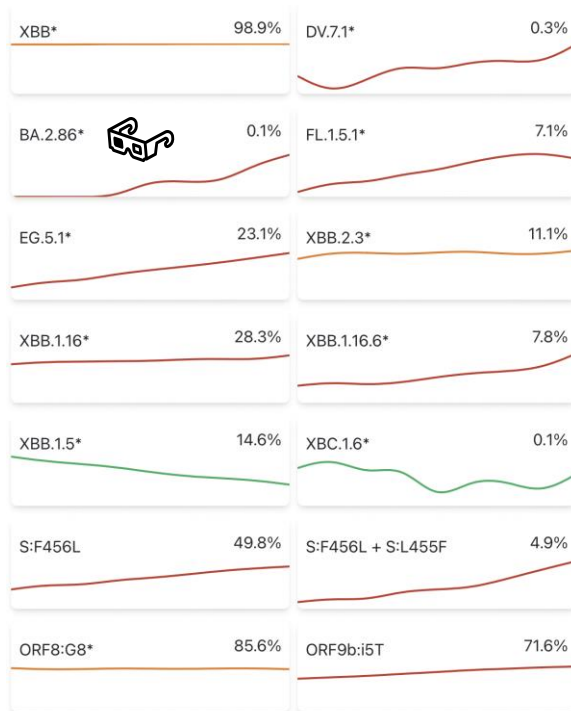 XBB* 98.9%
DV.7.1* 0.3%
BA.2.86* 0.1%
FL.1.5.1* 7.1%
EG.5.1* 23.1%
XBB.2.3* 11.1%
XBB.1.16* 28.3%
XBB.1.16.6* 7.8%
XBB.1.5* 14.6%
XBC.1.6* 0.1%
S:F456L 49.8%
S:F456L + S:L455F 4.9%
ORF8:G8* 85.6%
ORF9b:i5T 71.6%